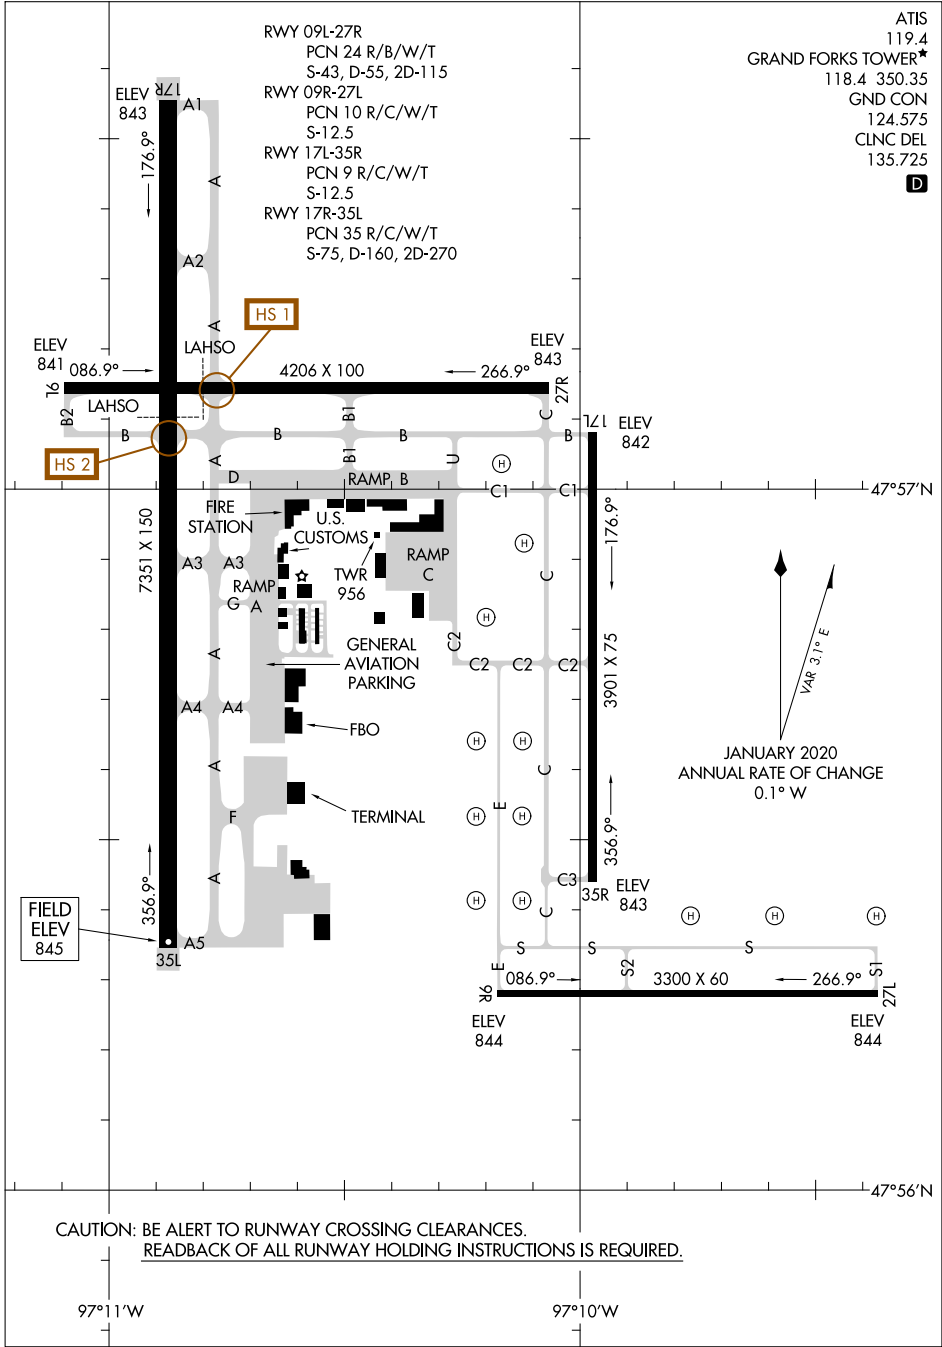 RWY 09L-27R
PCN 24 R/B/W/T
S-43, D-55, 2D-115
RWY 09R-27L
PCN 10 R/C/W/T
S-12.5
RWY 17L-35R
PCN 9 R/C/W/T
S-12.5
RWY 17R-35L
PCN 35 R/C/W/T
S-75, D-160, 2D-270
ATIS
119.4
GRAND FORKS TOWER★
118.4 350.35
GND CON
124.575
CLNC DEL
135.725
D
ELEV
843
17R
A1
176.9°
A
A2
HS 1
A
LAHSO
ELEV
841
086.9°
4206 X 100
266.9°
ELEV
843
9L
27R
LAHSO
B2
B
B
B1
B
C
B
17L
ELEV
842
HS 2
A
D
B1
U
H
RAMP B
C1
C1
47°57'N
7351 X 150
FIRE
STATION
U.S.
CUSTOMS
TWR
956
RAMP
C
H
C
176.9°
A3
A3
RAMP
A
G
H
A
GENERAL
AVIATION
PARKING
C2
C2
C2
C2
3901 X 75
VAR 3.1° E
A4
A4
FBO
H
H
JANUARY 2020
ANNUAL RATE OF CHANGE
0.1° W
A
C
TERMINAL
F
E
H
H
356.9°
356.9°
A
C3
35R
ELEV
843
H
H
C
H
H
H
FIELD
ELEV
845
A5
35L
S
S
S
E
S2
S1
086.9°
3300 X 60
266.9°
9R
27L
ELEV
844
ELEV
844
47°56'N
CAUTION: BE ALERT TO RUNWAY CROSSING CLEARANCES.
READBACK OF ALL RUNWAY HOLDING INSTRUCTIONS IS REQUIRED.
97°11'W
97°10'W